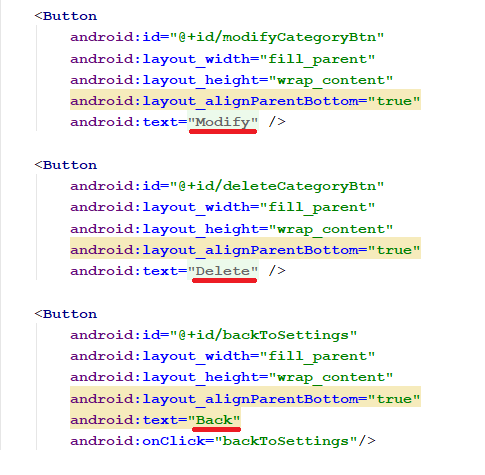 <Button
android:id="@+id/modifyCategoryBtn"
android:layout_width="fill_parent"
android:layout_height="wrap_content"
android:layout_alignParentBottom="true"
android:text="Modify" />
<Button
android:id="@+id/deleteCategoryBtn"
android:layout_width="fill_parent"
android:layout_height="wrap_content"
android:layout_alignParentBottom="true"
android:text="Delete" />
<Button
android:id="@+id/backToSettings"
android:layout_width="fill_parent"
android:layout_height="wrap_content"
android:layout_alignParentBottom="true"
android:text="Back"
android:onClick="backToSettings"/>